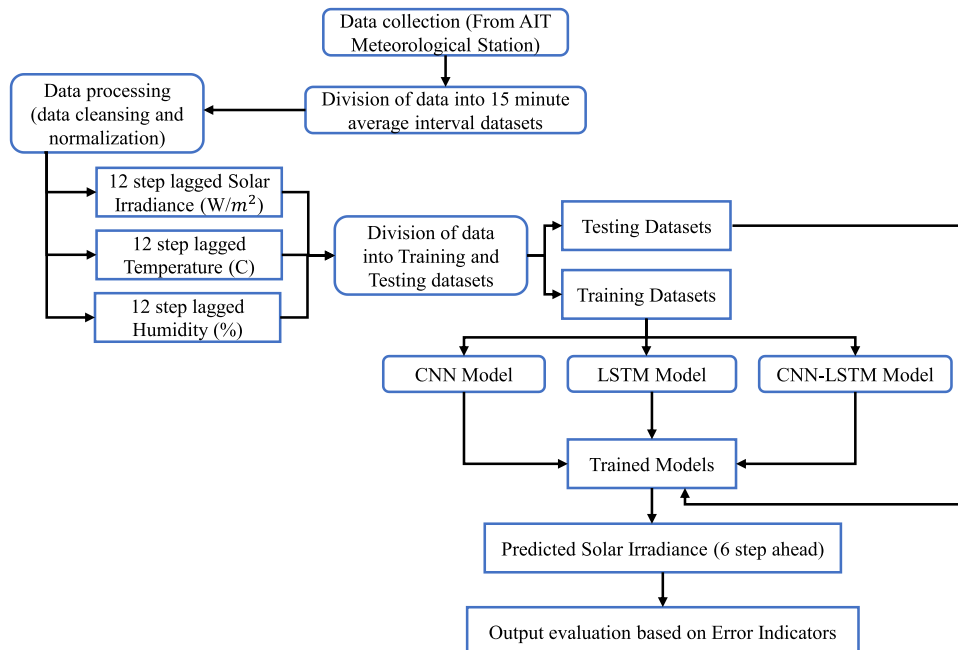 Data collection (From AIT
Meteorological Station)
Division of data into 15 minute
average interval datasets
Data processing
(data cleansing and
normalization)
12 step lagged Solar
Irradiance (W/m²)
12 step lagged
Temperature (C)
12 step lagged
Humidity (%)
Division of data
into Training and
Testing datasets
Testing Datasets
Training Datasets
CNN Model
LSTM Model
CNN-LSTM Model
Trained Models
Predicted Solar Irradiance (6 step ahead)
Output evaluation based on Error Indicators